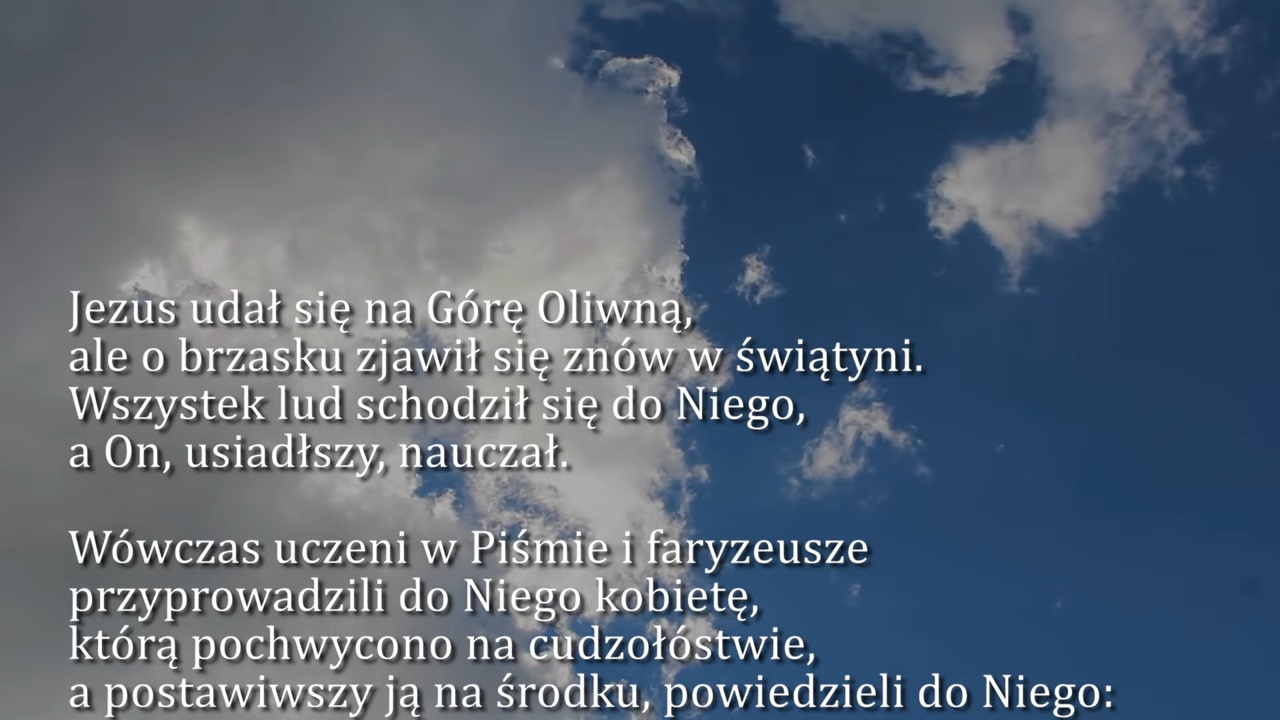 Jezus udał się na Górę Oliwną,
ale o brzasku zjawił się znów w świątyni.
Wszystek lud schodził się do Niego,
a On, usiadłszy, nauczał.
Wówczas uczeni w Piśmie i faryzeusze
przyprowadzili do Niego kobietę,
którą pochwycono na cudzołóstwie,
a postawiwszy ją na środku, powiedzieli do Niego: